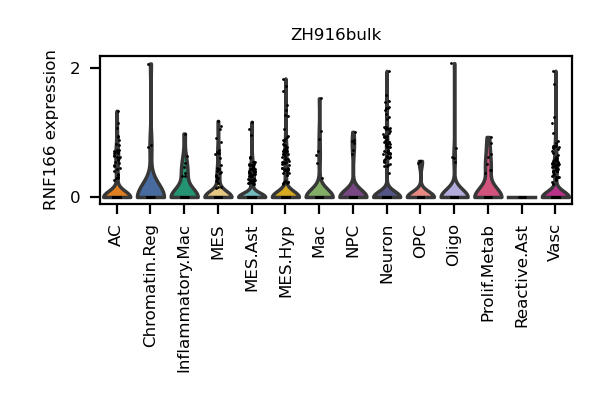 ZH916bulk
RNF166 expression
2
0
AC
Chromatin.Reg
Inflammatory.Mac
MES
MES.Ast
MES.Hyp
Mac
NPC
Neuron
OPC
Oligo
Prolif.Metab
Reactive.Ast
Vasc